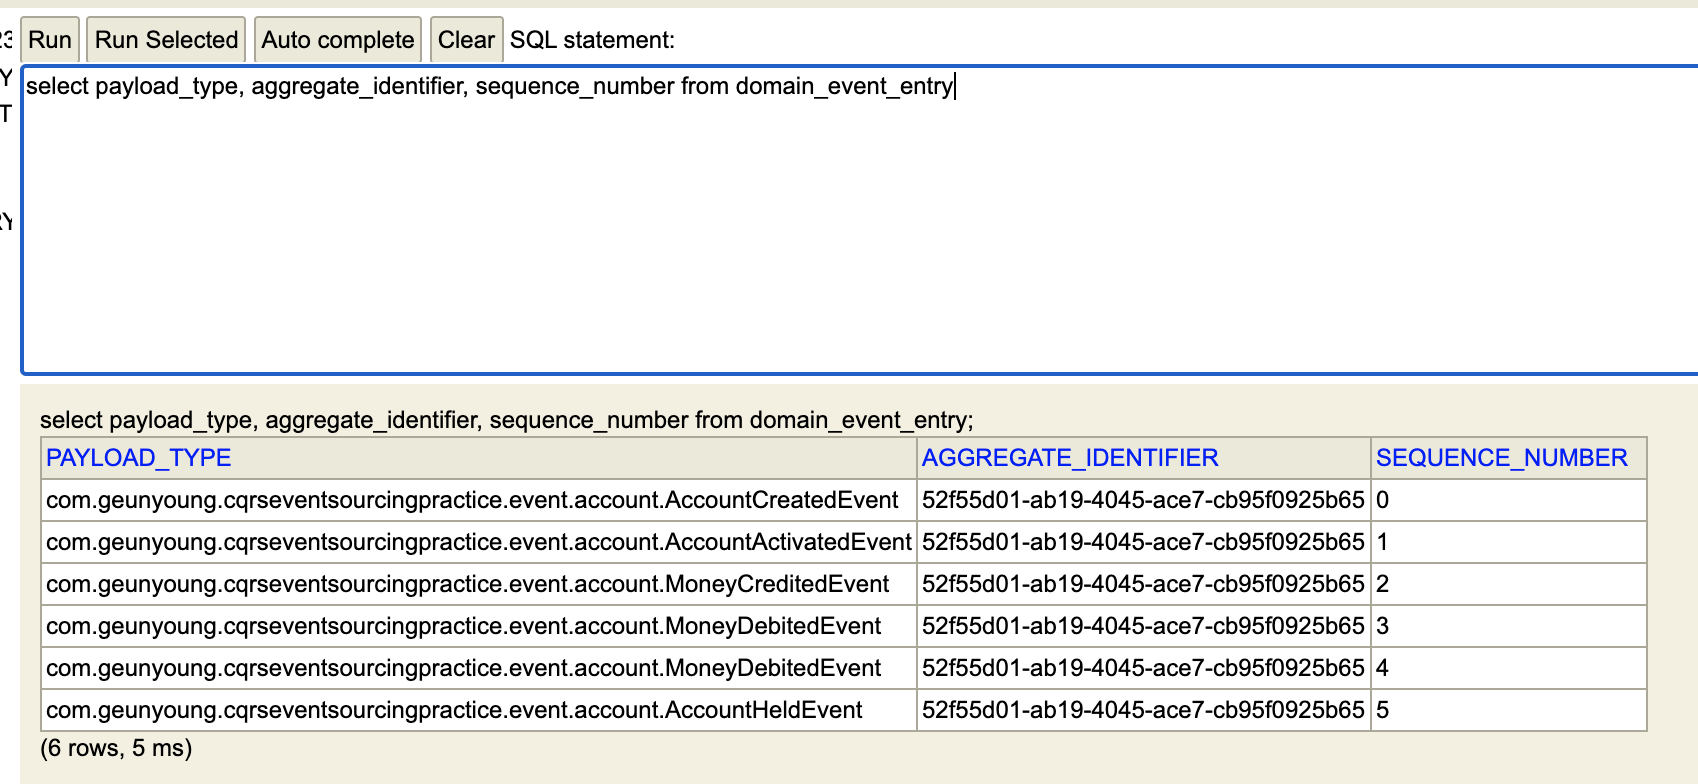 Run Run Selected Auto complete Clear SQL statement:
select payload_type, aggregate_identifier, sequence_number from domain_event_entry
select payload_type, aggregate_identifier, sequence_number from domain_event_entry;
PAYLOAD_TYPE AGGREGATE_IDENTIFIER SEQUENCE_NUMBER
com.geunyoung.cqrseventsourcingpractice.event.account.AccountCreatedEvent 52f55d01-ab19-4045-ace7-cb95f0925b65 0
com.geunyoung.cqrseventsourcingpractice.event.account.AccountActivatedEvent 52f55d01-ab19-4045-ace7-cb95f0925b65 1
com.geunyoung.cqrseventsourcingpractice.event.account.MoneyCreditedEvent 52f55d01-ab19-4045-ace7-cb95f0925b65 2
com.geunyoung.cqrseventsourcingpractice.event.account.MoneyDebitedEvent 52f55d01-ab19-4045-ace7-cb95f0925b65 3
com.geunyoung.cqrseventsourcingpractice.event.account.MoneyDebitedEvent 52f55d01-ab19-4045-ace7-cb95f0925b65 4
com.geunyoung.cqrseventsourcingpractice.event.account.AccountHeldEvent 52f55d01-ab19-4045-ace7-cb95f0925b65 5
(6 rows, 5 ms)